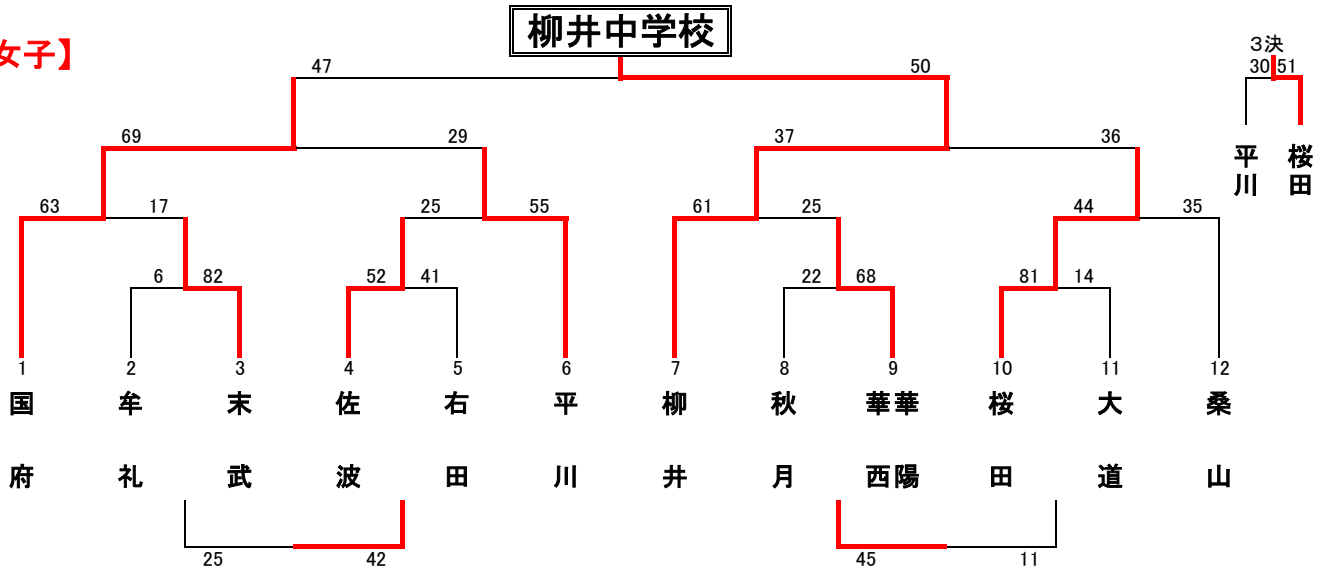 柳井中学校
女子】
3決
47
50
30
51
69
29
37
36
平川
桜田
63
17
25
55
61
25
44
35
6
82
52
41
22
68
81
14
1
2
3
4
5
6
7
8
9
10
11
12
国府
牟礼
末武
佐波
右田
平川
柳井
秋月
華西
華陽
桜田
大道
桑山
25
42
45
11